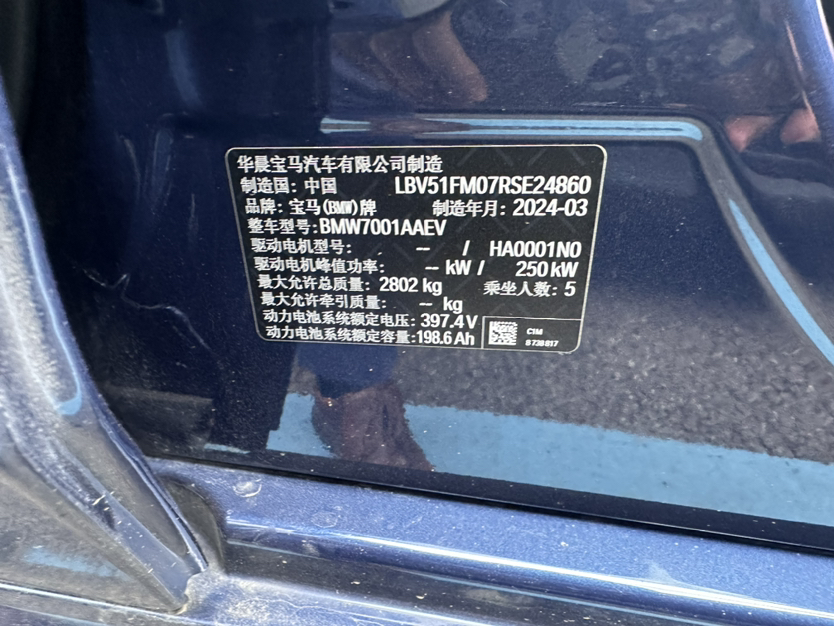 华晨宝马汽车有限公司制造
制造国：中国 LBV51FM07RSE24860
品牌：宝马(BMW)牌 制造年月：2024-03
整车型号:BMW7001AAEV
驱动电机型号： -- / HA0001N0
驱动电机峰值功率： -- kW / 250 kW
最大允许总质量：2802 kg 乘坐人数：5
最大允许牵引质量： -- kg
动力电池系统额定电压：397.4 V
动力电池系统额定容量:198.6 Ah
C1M
8738817